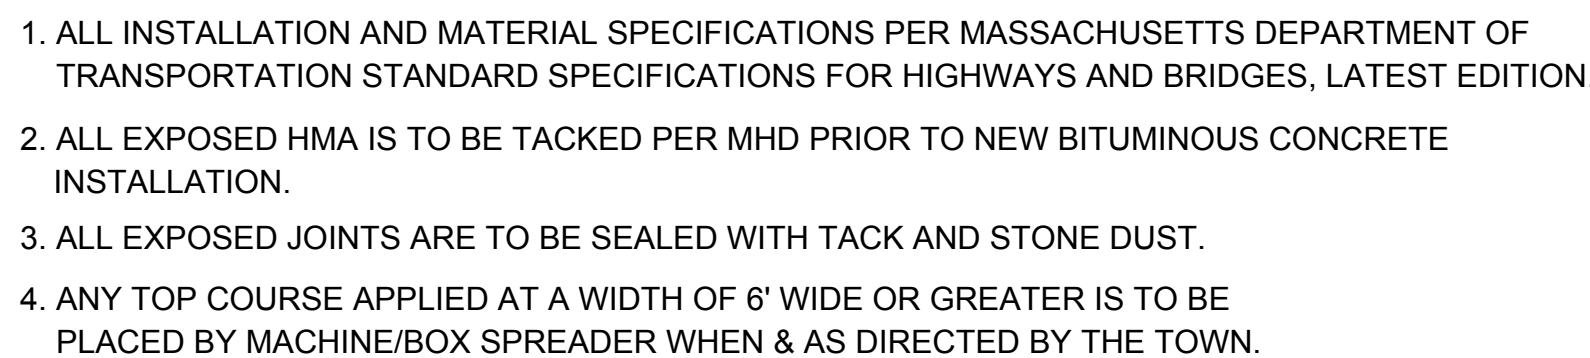 1. ALL INSTALLATION AND MATERIAL SPECIFICATIONS PER MASSACHUSETTS DEPARTMENT OF
TRANSPORTATION STANDARD SPECIFICATIONS FOR HIGHWAYS AND BRIDGES, LATEST EDITION.
2. ALL EXPOSED HMA IS TO BE TACKED PER MHD PRIOR TO NEW BITUMINOUS CONCRETE
INSTALLATION.
3. ALL EXPOSED JOINTS ARE TO BE SEALED WITH TACK AND STONE DUST.
4. ANY TOP COURSE APPLIED AT A WIDTH OF 6' WIDE OR GREATER IS TO BE
PLACED BY MACHINE/BOX SPREADER WHEN & AS DIRECTED BY THE TOWN.